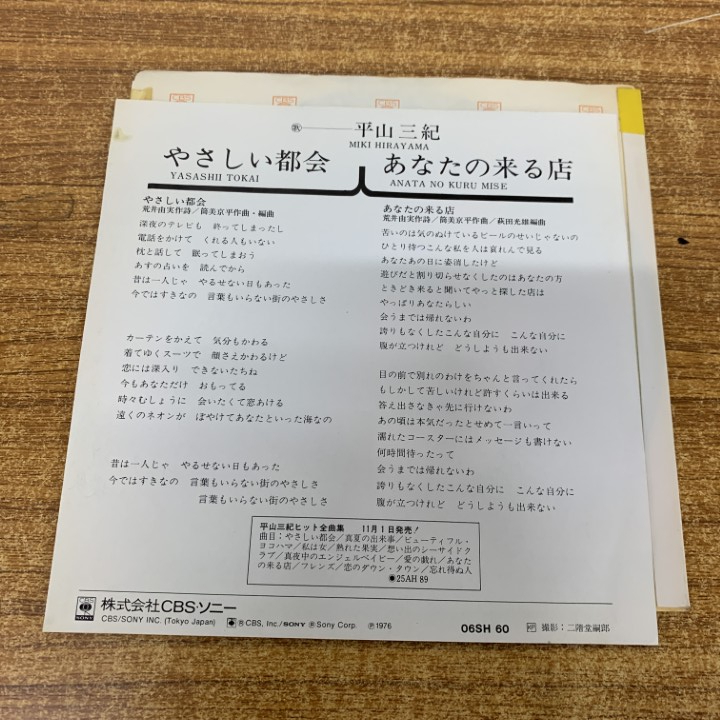 歌──平山三紀
MIKI HIRAYAMA
やさしい都会
YASASHII TOKAI
あなたの来る店
ANATA NO KURU MISE
やさしい都会
荒井由実作詩／筒美京平作曲・編曲
深夜のテレビも　終ってしまったし
電話をかけて　くれる人もいない
枕と話して　眠ってしまおう
あすの占いを　読んでから
昔は一人じゃ　やるせない日もあった
今ではすきなの　言葉もいらない街のやさしさ
カーテンをかえて　気分もかわる
着てゆくスーツで　顔さえかわるけど
恋には深入り　できないたちね
今もあなただけ　おもってる
時々むしょうに　会いたくて窓あける
遠くのネオンが　ぼやけてあなたといった海なの
昔は一人じゃ　やるせない日もあった
今ではすきなの　言葉もいらない街のやさしさ
言葉もいらない街のやさしさ
あなたの来る店
荒井由実作詩／筒美京平作曲／萩田光雄編曲
苦いのは気のぬけているビールのせいじゃないの
ひとり待つこんな私を人は哀れんで見る
あなたあの日に姿消したけど
遊びだと割り切らせなくしたのはあなたの方
ときどき来ると聞いてやっと探した店は
やっぱりあなたらしい
会うまでは帰れないわ
誇りもなくしたこんな自分に　こんな自分に
腹が立つけれど　どうしようも出来ない
目の前で別れのわけをちゃんと言ってくれたら
もしかして苦しいけれど許すくらいは出来る
答え出さなきゃ先に行けないわ
あの頃は本気だったとせめて一言いって
濡れたコースターにはメッセージも書けない
何時間待ったって
会うまでは帰れないわ
誇りもなくしたこんな自分に　こんな自分に
腹が立つけれど　どうしようも出来ない
平山三紀ヒット全曲集　11月1日発売！
曲目：やさしい都会／真夏の出来事／ビューティフル・
ヨコハマ／私は女／熟れた果実／想い出のシーサイドク
ラブ／真夜中のエンジェルベイビー／愛の戯れ／あなた
の来る店／フレンズ／恋のダウン・タウン／忘れ得ぬ人
●25AH 89
CBS
SONY
株式会社CBS・ソニー
CBS/SONY INC. (Tokyo Japan)
Ⓡ CBS, Inc./SONY Ⓡ Sony Corp. Ⓟ1976
06SH 60
撮影：二階堂嗣郎